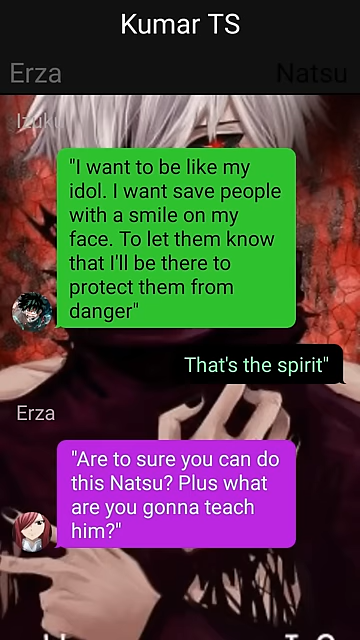 Kumar TS
Erza Natsu
Izuku
"I want to be like my
idol. I want save people
with a smile on my
face. To let them know
that I'll be there to
protect them from
danger"
That's the spirit"
Erza
"Are to sure you can do
this Natsu? Plus what
are you gonna teach
him?"